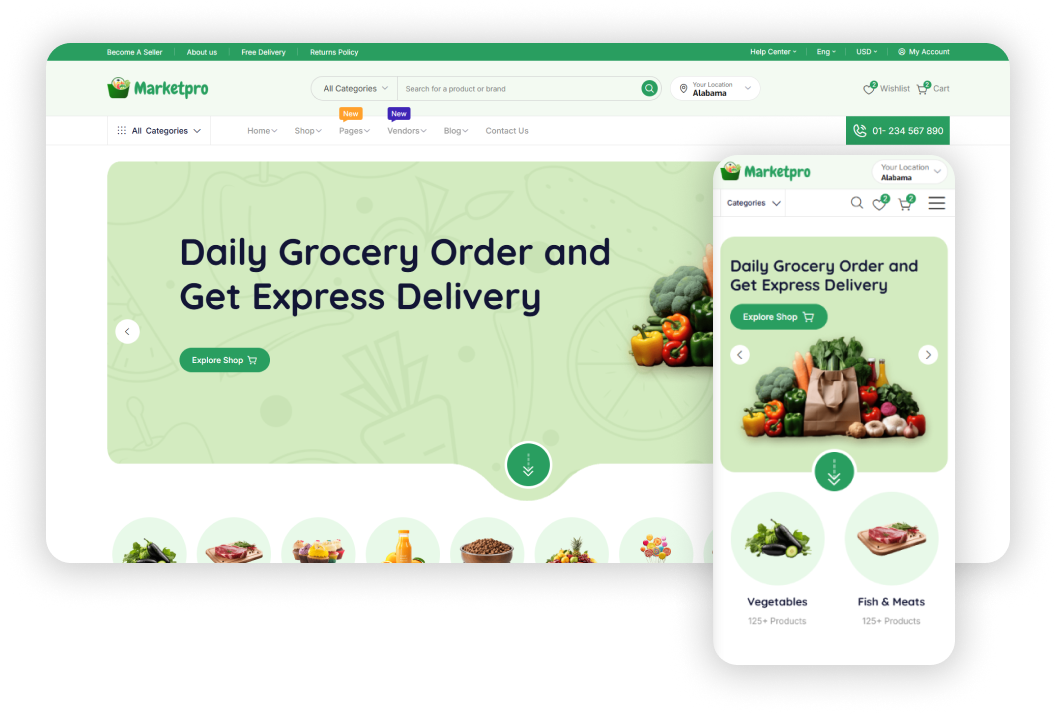 Become A Seller About us Free Delivery Returns Policy Help Center Eng USD My Account
Marketpro All Categories Search for a product or brand Your Location Alabama 2 Wishlist 2 Cart
New New
All Categories Home Shop Pages Vendors Blog Contact Us 01- 234 567 890
Daily Grocery Order and
Get Express Delivery
Explore Shop
Marketpro Your Location
Alabama
Categories 2 2
Daily Grocery Order and
Get Express Delivery
Explore Shop
Vegetables Fish & Meats
125+ Products 125+ Products